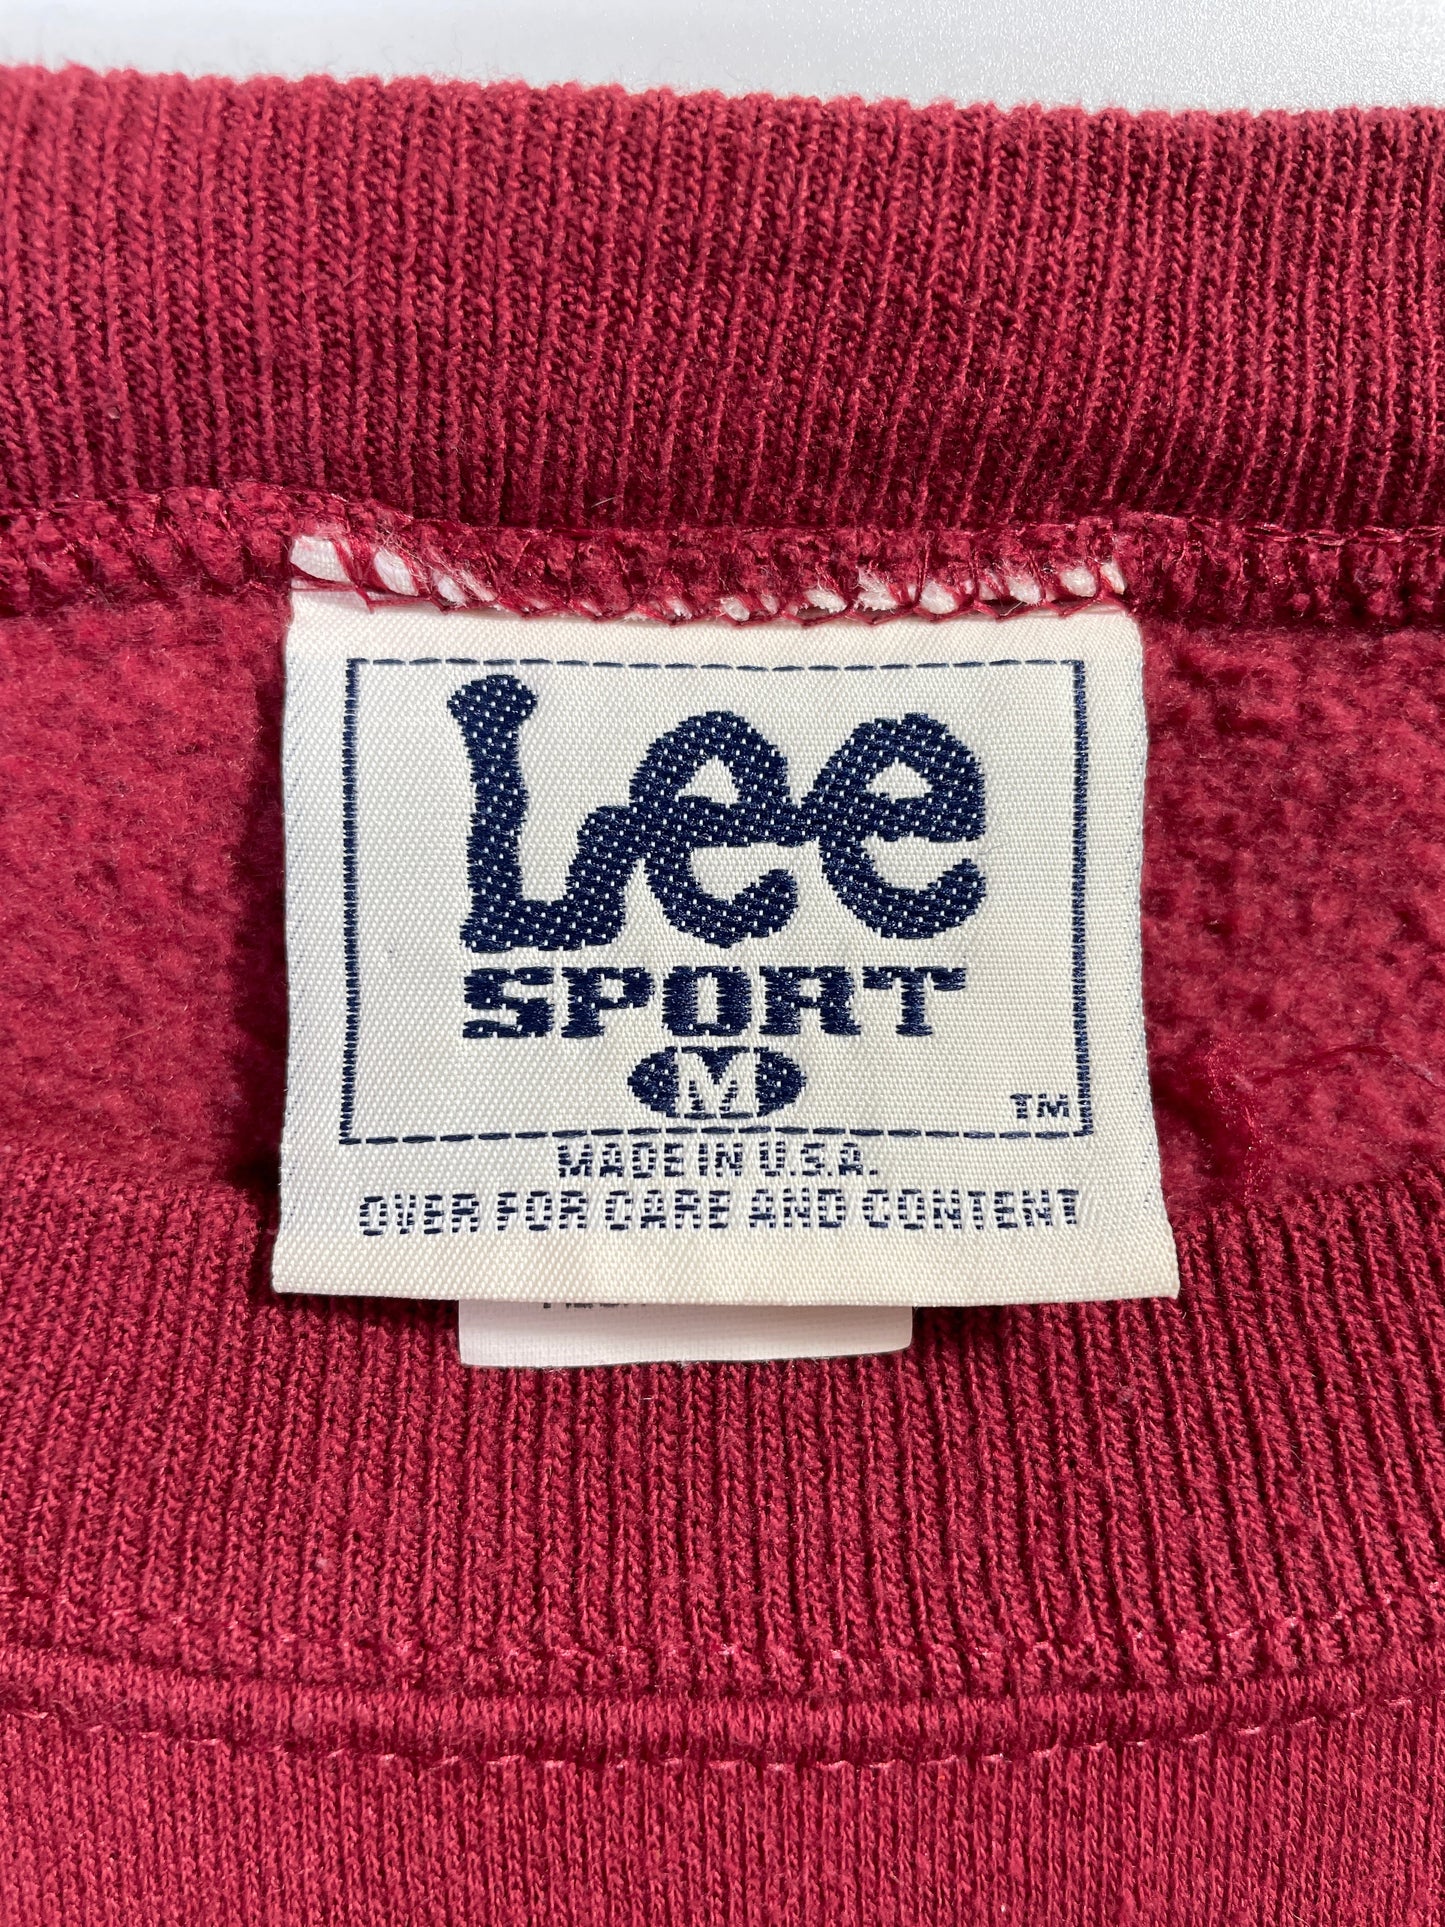 Lee
SPORT
M
TM
MADE IN U.S.A.
OVER FOR CARE AND CONTENT